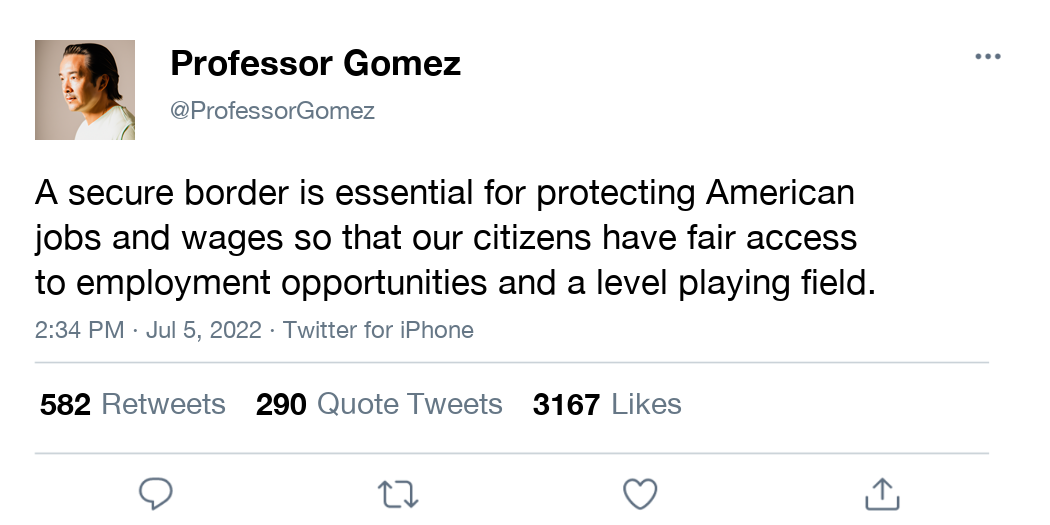 Professor Gomez
@ProfessorGomez
A secure border is essential for protecting American
jobs and wages so that our citizens have fair access
to employment opportunities and a level playing field.
2:34 PM · Jul 5, 2022 · Twitter for iPhone
582 Retweets 290 Quote Tweets 3167 Likes